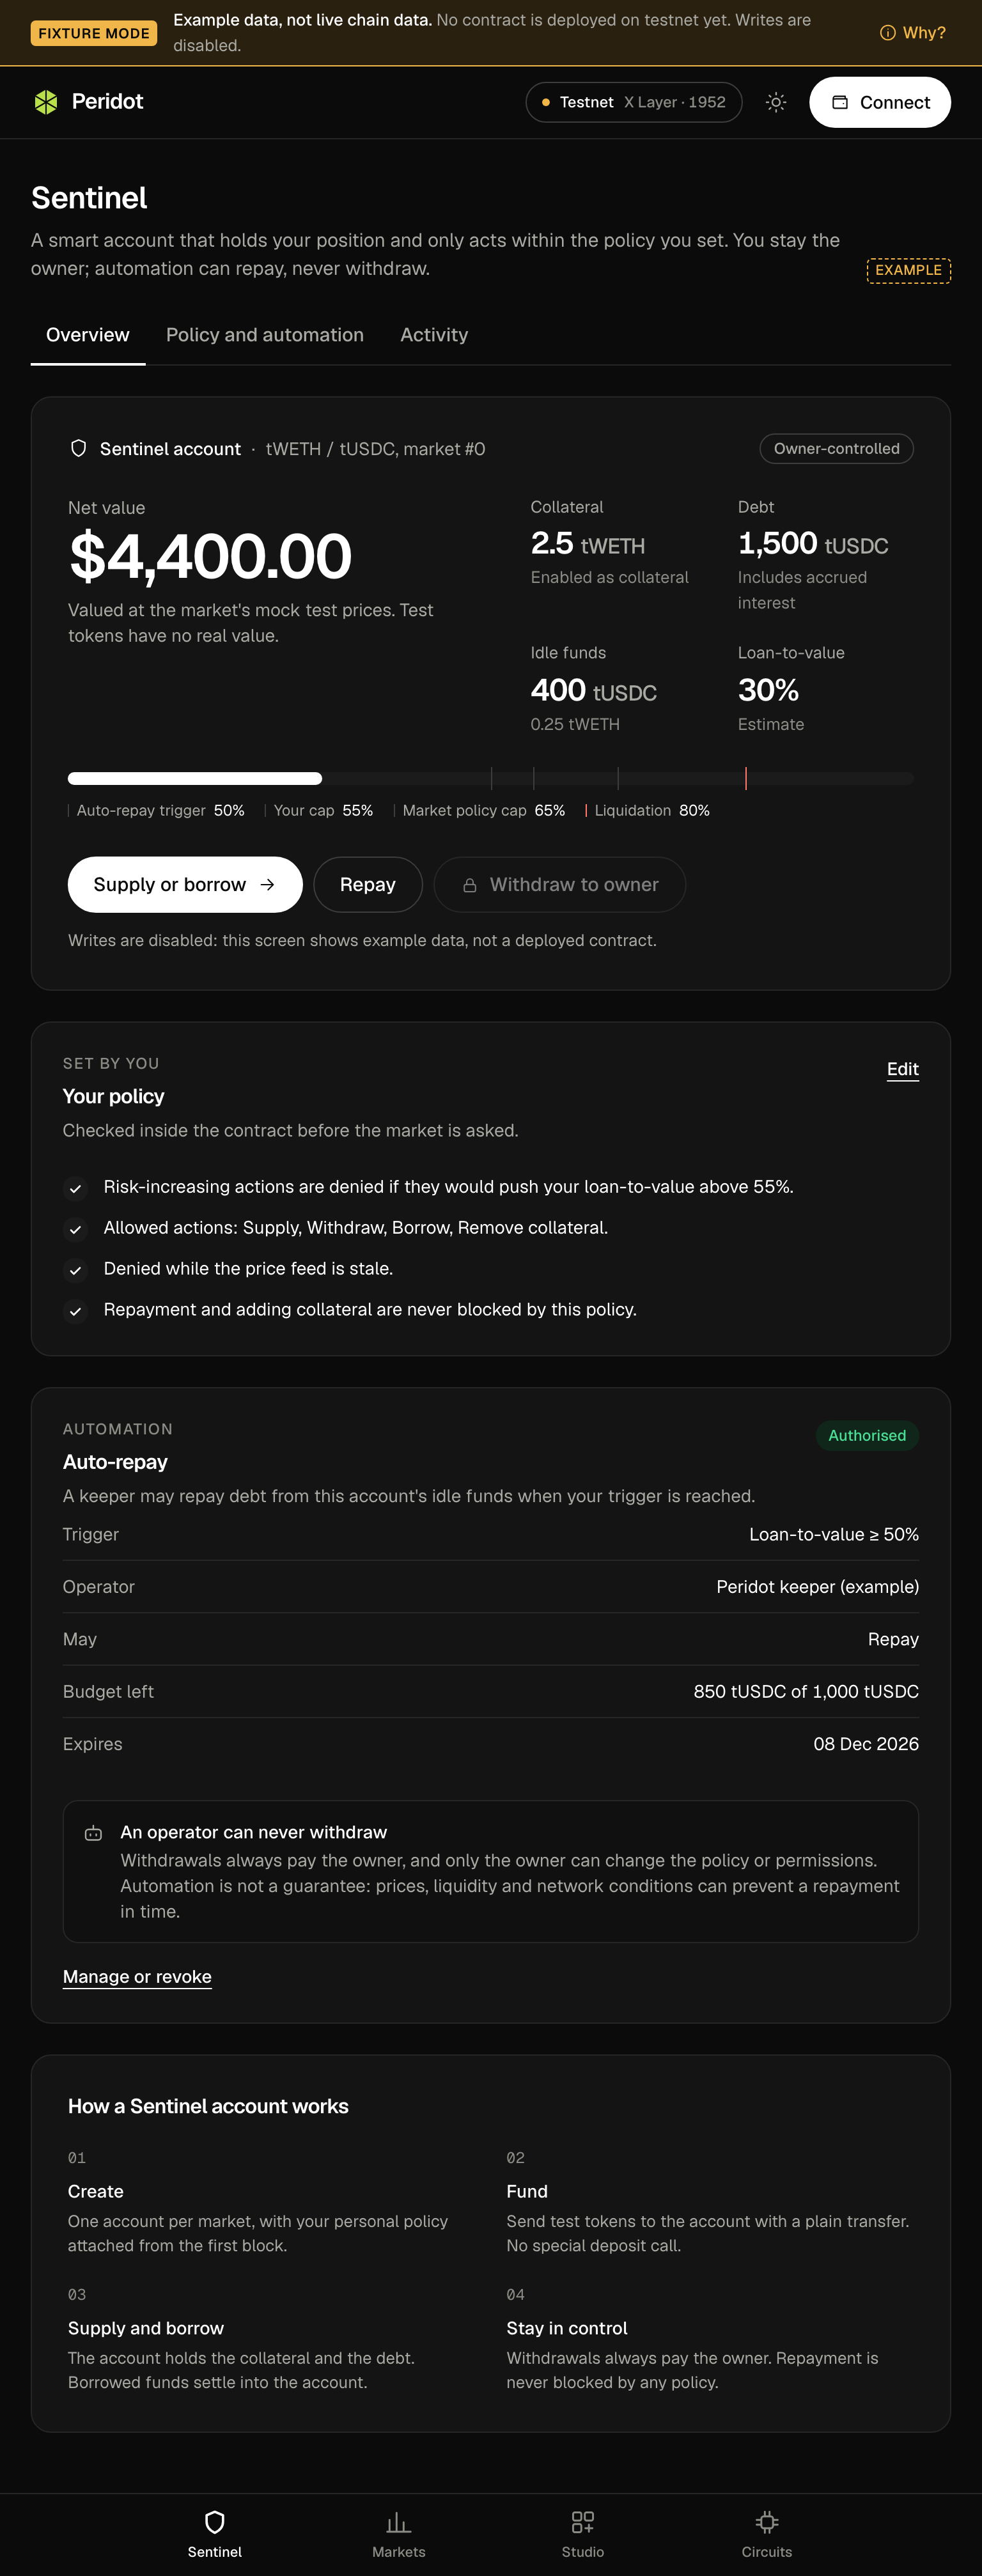 FIXTURE MODE
Example data, not live chain data. No contract is deployed on testnet yet. Writes are
disabled.
Why?
Peridot
Testnet X Layer · 1952
Connect
Sentinel
A smart account that holds your position and only acts within the policy you set. You stay the
owner; automation can repay, never withdraw.
EXAMPLE
Overview
Policy and automation
Activity
Sentinel account · tWETH / tUSDC, market #0
Owner-controlled
Net value
$4,400.00
Valued at the market's mock test prices. Test
tokens have no real value.
Collateral
2.5 tWETH
Enabled as collateral
Debt
1,500 tUSDC
Includes accrued
interest
Idle funds
400 tUSDC
0.25 tWETH
Loan-to-value
30%
Estimate
Auto-repay trigger 50%
Your cap 55%
Market policy cap 65%
Liquidation 80%
Supply or borrow
Repay
Withdraw to owner
Writes are disabled: this screen shows example data, not a deployed contract.
SET BY YOU
Your policy
Edit
Checked inside the contract before the market is asked.
Risk-increasing actions are denied if they would push your loan-to-value above 55%.
Allowed actions: Supply, Withdraw, Borrow, Remove collateral.
Denied while the price feed is stale.
Repayment and adding collateral are never blocked by this policy.
AUTOMATION
Auto-repay
Authorised
A keeper may repay debt from this account's idle funds when your trigger is reached.
Trigger
Loan-to-value ≥ 50%
Operator
Peridot keeper (example)
May
Repay
Budget left
850 tUSDC of 1,000 tUSDC
Expires
08 Dec 2026
An operator can never withdraw
Withdrawals always pay the owner, and only the owner can change the policy or permissions.
Automation is not a guarantee: prices, liquidity and network conditions can prevent a repayment
in time.
Manage or revoke
How a Sentinel account works
01
Create
One account per market, with your personal policy
attached from the first block.
02
Fund
Send test tokens to the account with a plain transfer.
No special deposit call.
03
Supply and borrow
The account holds the collateral and the debt.
Borrowed funds settle into the account.
04
Stay in control
Withdrawals always pay the owner. Repayment is
never blocked by any policy.
Sentinel
Markets
Studio
Circuits